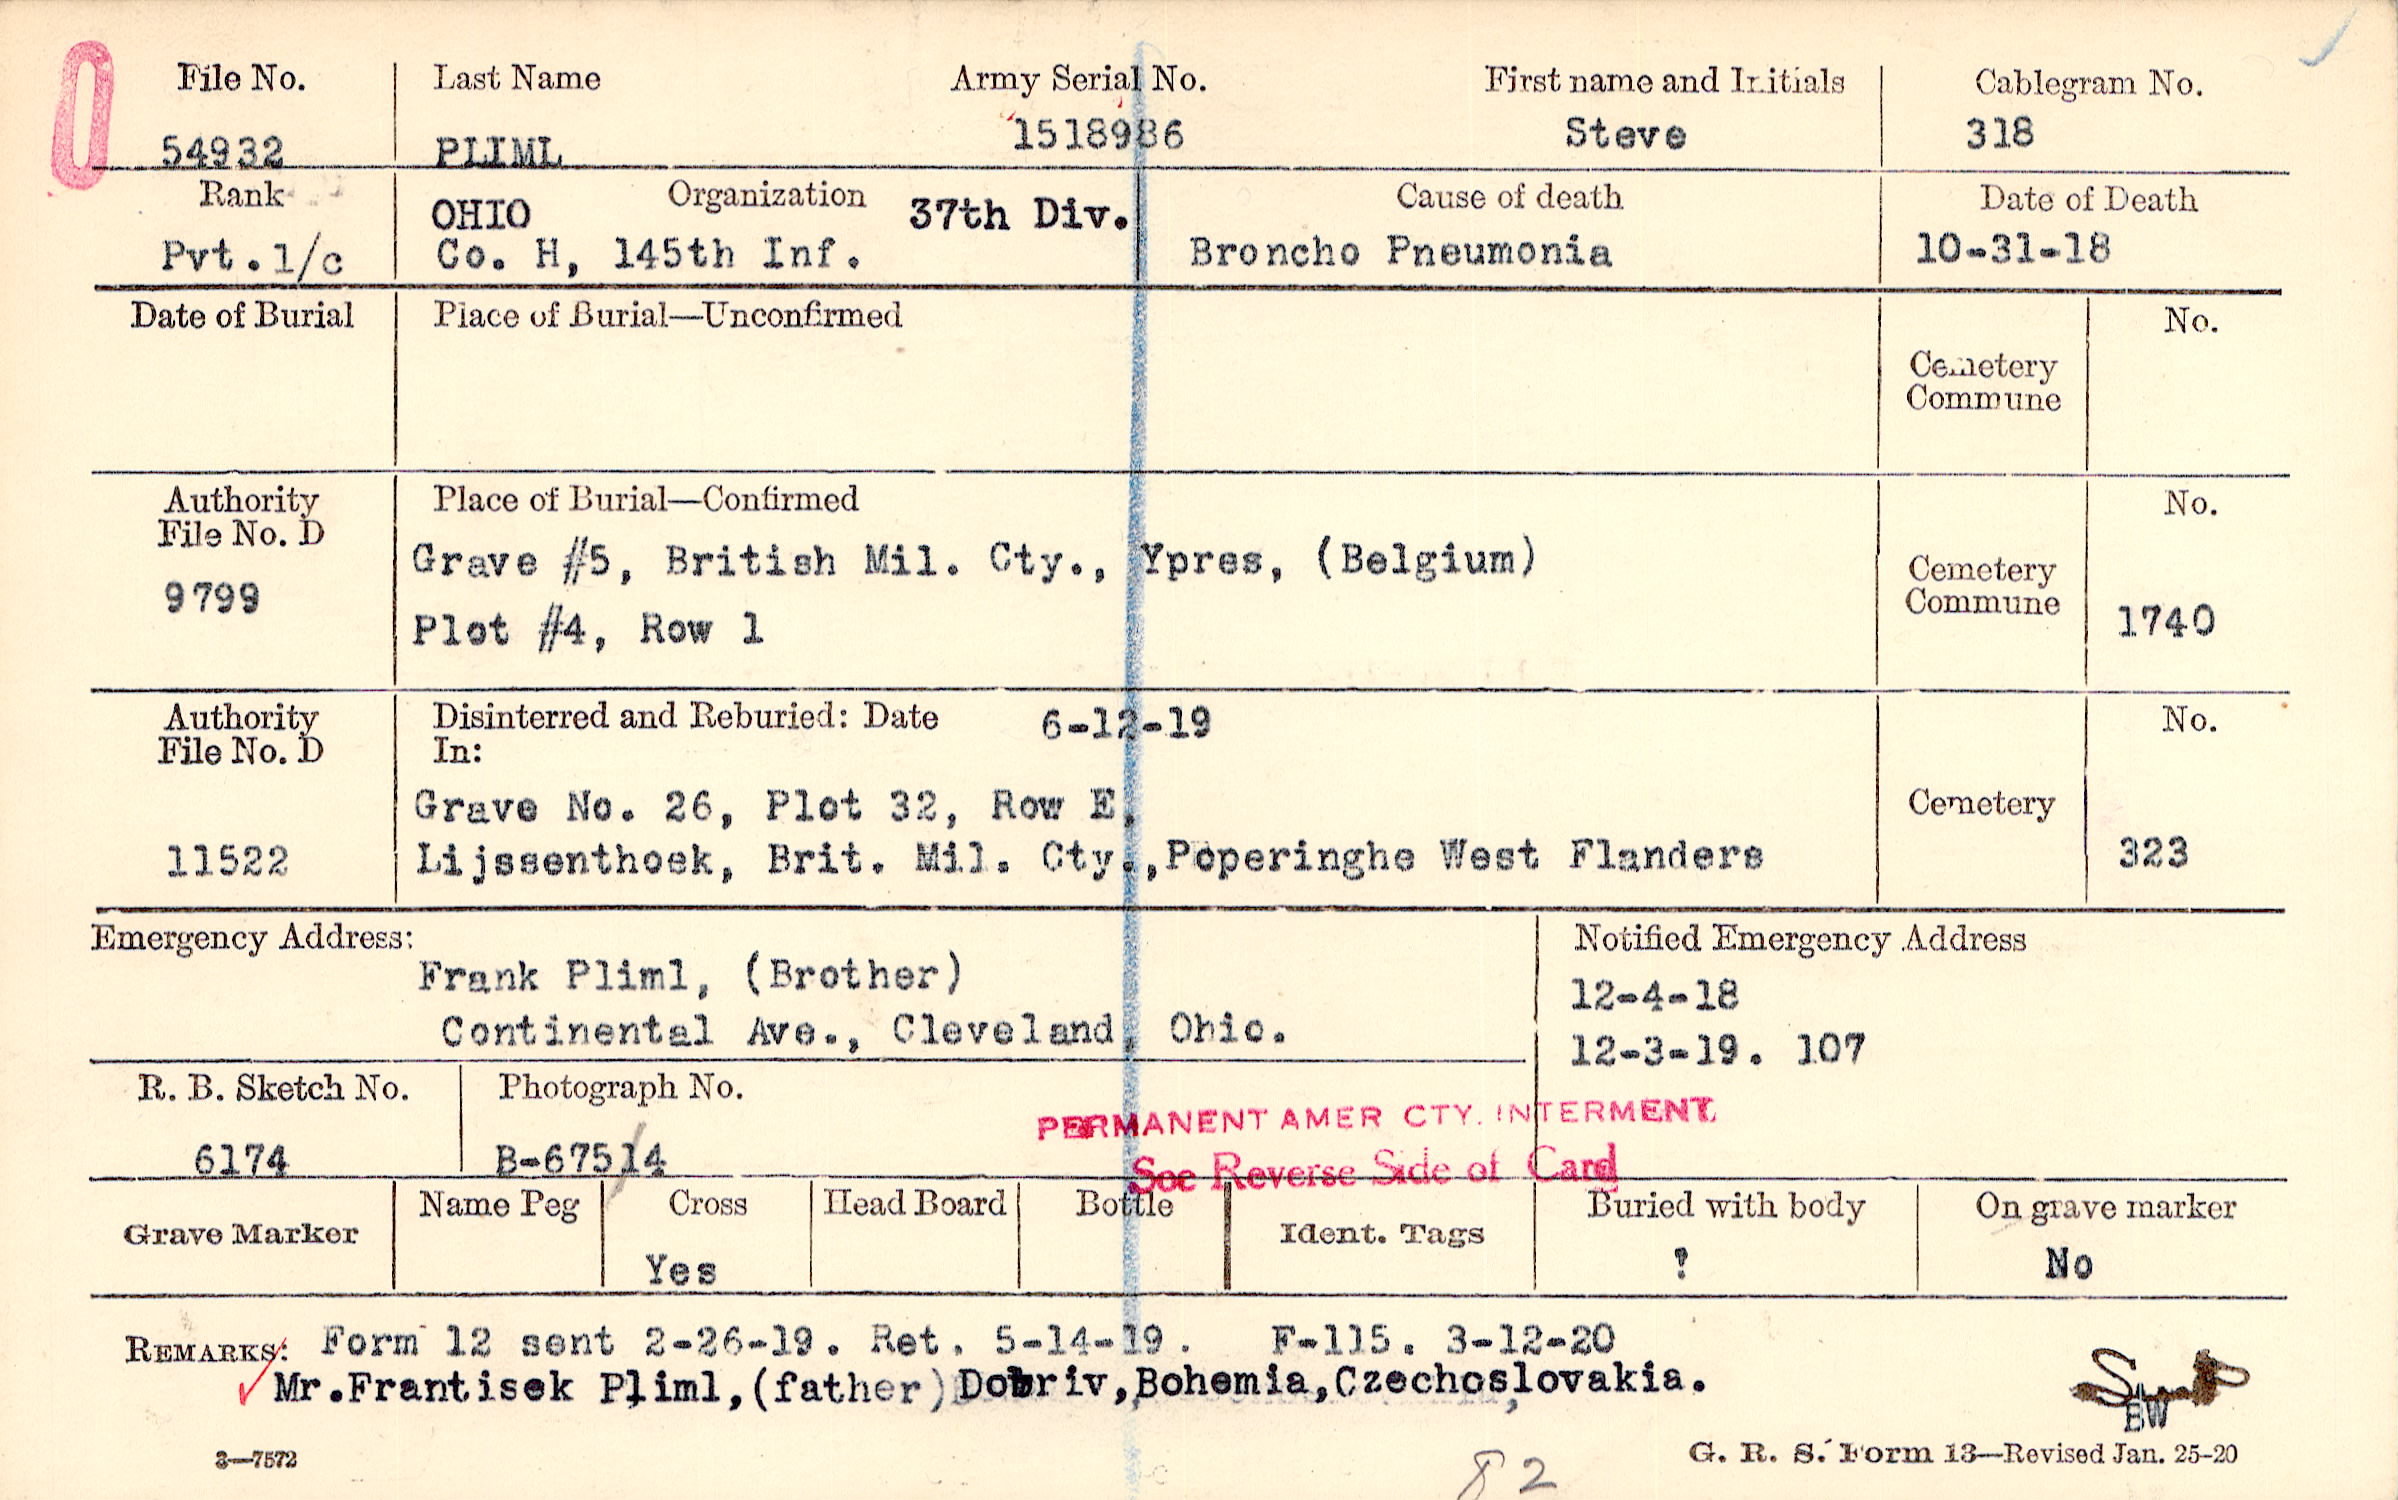 File No. Last Name Army Serial No. First name and Initials Cablegram No.
54932 PLIML 1518986 Steve 318
Rank Organization Cause of death Date of Death
OHIO 37th Div.
Pvt. 1/c Co. H, 145th Inf. Broncho Pneumonia 10-31-18
Date of Burial Place of Burial—Unconfirmed No.
Cemetery
Commune
Authority Place of Burial—Confirmed No.
File No. D
Grave #5, British Mil. Cty., Ypres, (Belgium)
9799 Cemetery
Commune 1740
Plot #4, Row 1
Authority Disinterred and Reburied: Date 6-12-19 No.
File No. D In:
Grave No. 26, Plot 32, Row E, Cemetery
11522 Lijssenthoek, Brit. Mil. Cty.,Poperinghe West Flanders 323
Emergency Address: Notified Emergency Address
Frank Pliml, (Brother) 12-4-18
Continental Ave., Cleveland, Ohio. 12-3-19. 107
R. B. Sketch No. Photograph No.
PERMANENT AMER CTY. INTERMENT
6174 B-67514 See Reverse Side of Card
Grave Marker Name Peg Cross Head Board Bottle Ident. Tags Buried with body On grave marker
Yes ? No
REMARKS: Form 12 sent 2-26-19. Ret. 5-14-19. F-115. 3-12-20
Mr.Frantisek Pliml,(father)Dobriv,Bohemia,Czechoslovakia.
BW
3—7572 G. R. S. Form 13—Revised Jan. 25-20
82